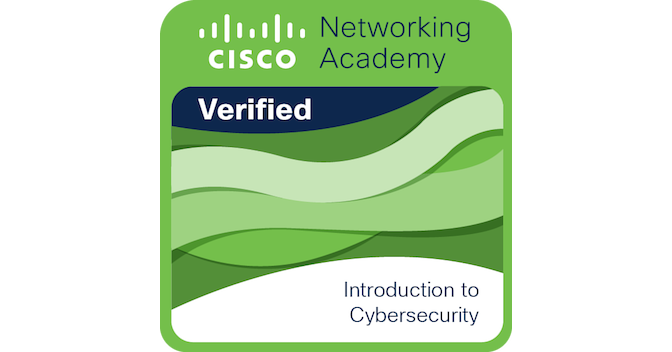 CISCO
Networking
Academy
Verified
Introduction to
Cybersecurity